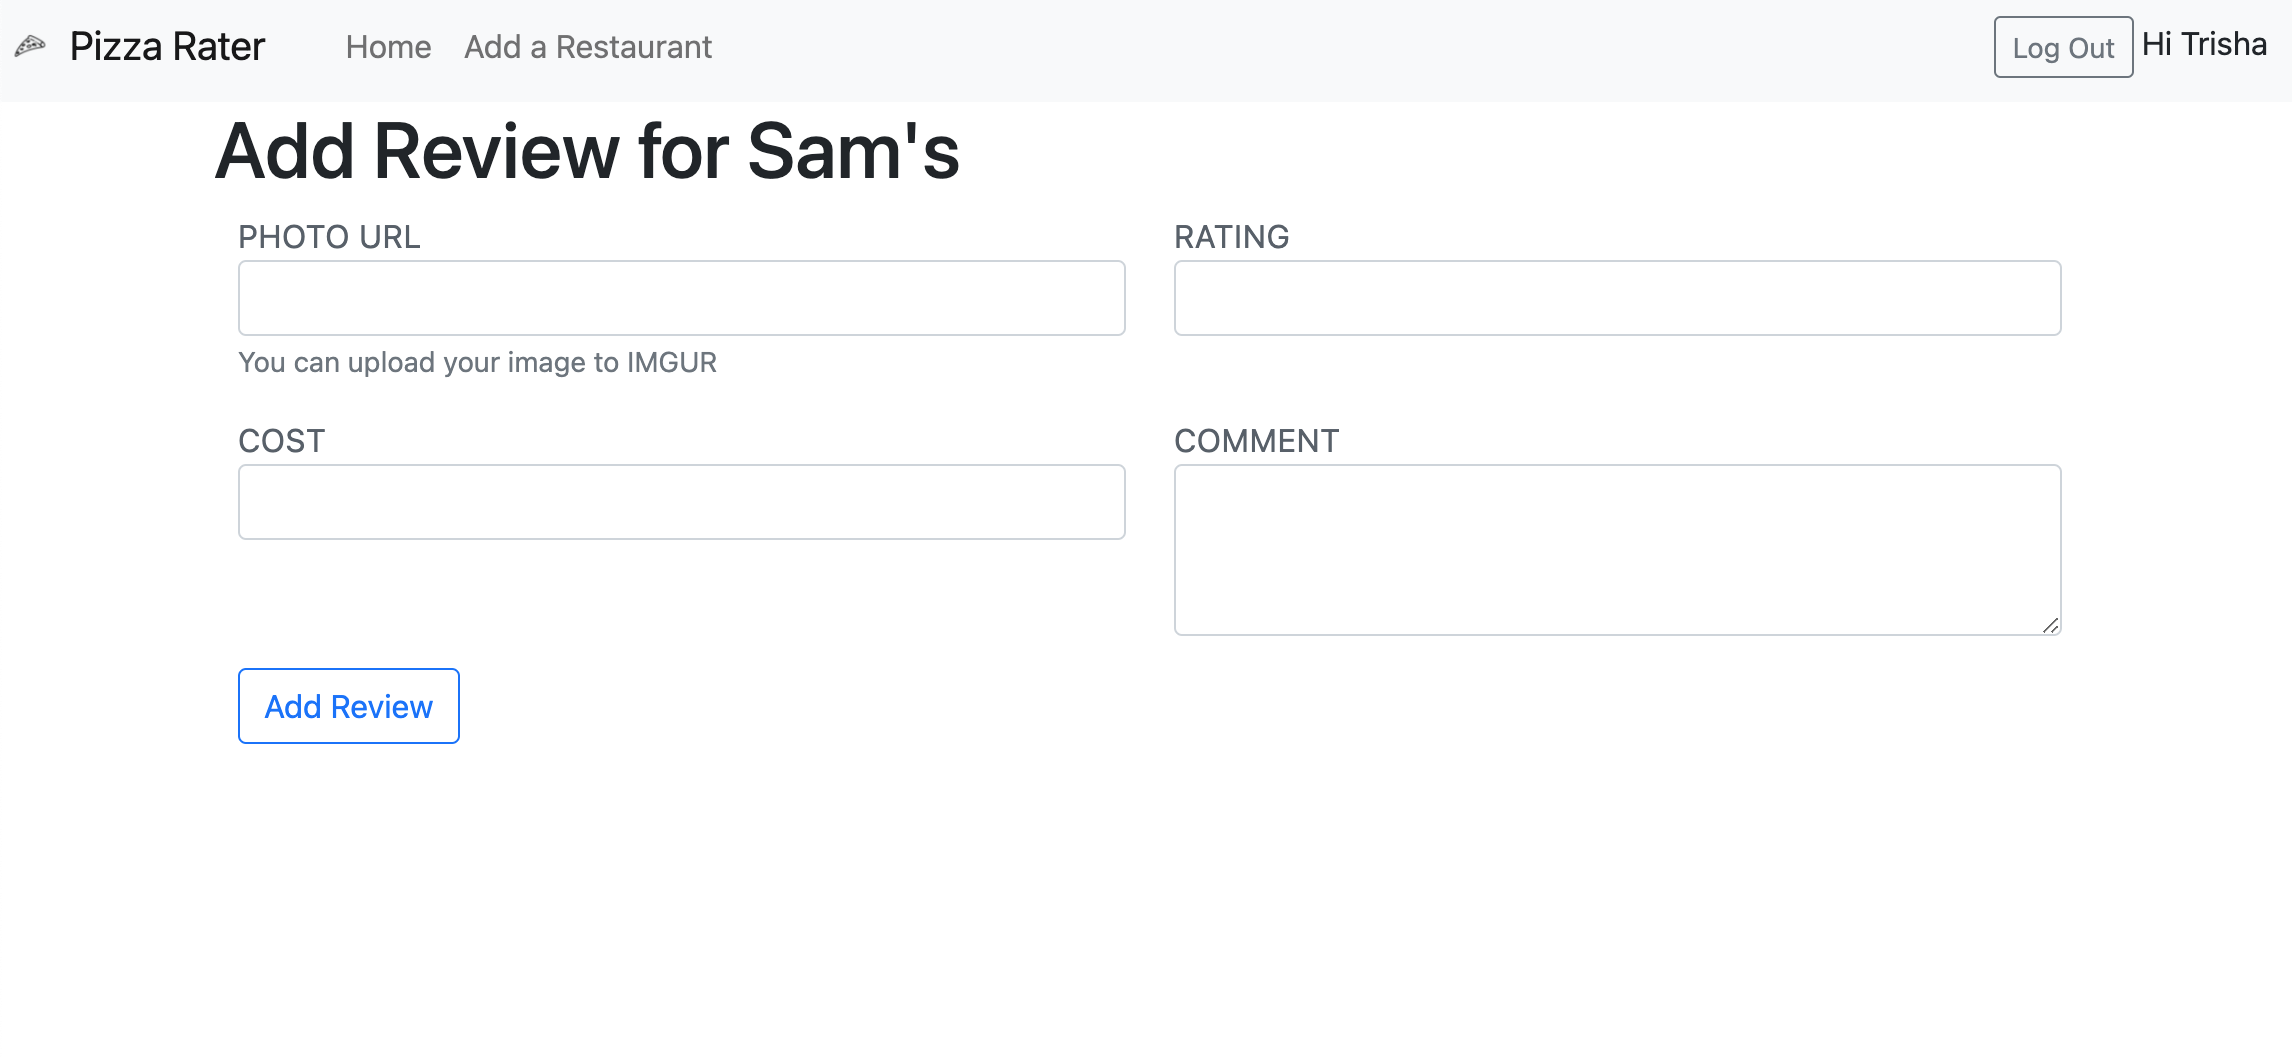 Pizza Rater Home Add a Restaurant Log Out Hi Trisha
Add Review for Sam's
PHOTO URL RATING
You can upload your image to IMGUR
COST COMMENT
Add Review